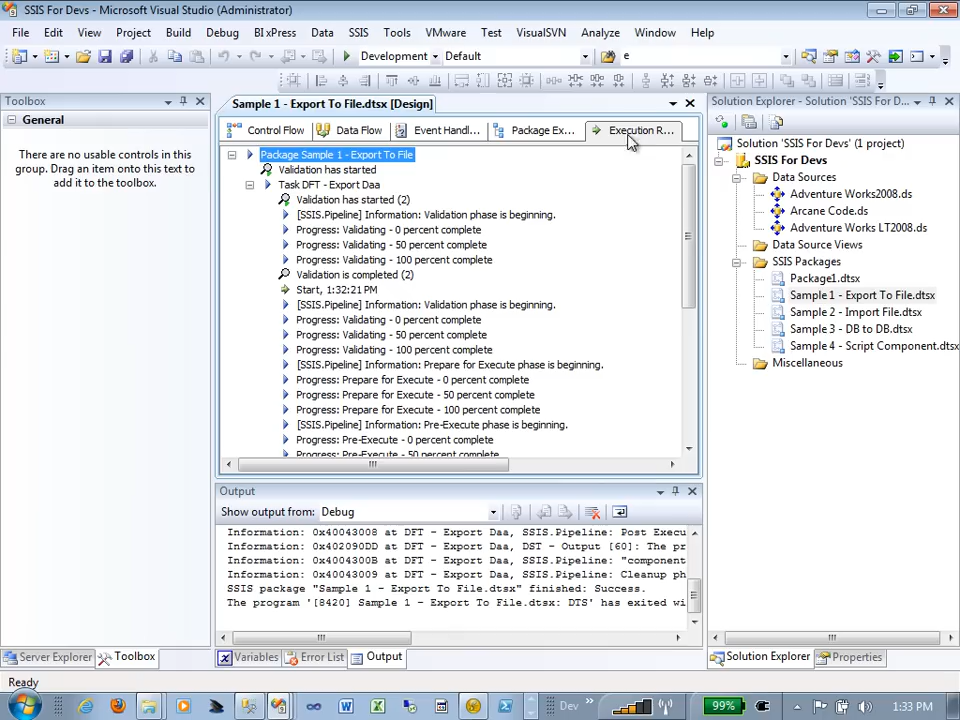 SSIS For Devs - Microsoft Visual Studio (Administrator)
File Edit View Project Build Debug BI xPress Data SSIS Tools VMware Test VisualSVN Analyze Window Help
Development Default e
Toolbox
General
There are no usable controls in this
group. Drag an item onto this text to
add it to the toolbox.
Sample 1 - Export To File.dtsx [Design]
Control Flow Data Flow Event Handl... Package Ex... Execution R...
Package Sample 1 - Export To File
Validation has started
Task DFT - Export Daa
Validation has started (2)
[SSIS.Pipeline] Information: Validation phase is beginning.
Progress: Validating - 0 percent complete
Progress: Validating - 50 percent complete
Progress: Validating - 100 percent complete
Validation is completed (2)
Start, 1:32:21 PM
[SSIS.Pipeline] Information: Validation phase is beginning.
Progress: Validating - 0 percent complete
Progress: Validating - 50 percent complete
Progress: Validating - 100 percent complete
[SSIS.Pipeline] Information: Prepare for Execute phase is beginning.
Progress: Prepare for Execute - 0 percent complete
Progress: Prepare for Execute - 50 percent complete
Progress: Prepare for Execute - 100 percent complete
[SSIS.Pipeline] Information: Pre-Execute phase is beginning.
Progress: Pre-Execute - 0 percent complete
Progress: Pre-Execute - 50 percent complete
Output
Show output from: Debug
Information: 0x40043008 at DFT - Export Daa, SSIS.Pipeline: Post Execu
Information: 0x402090DD at DFT - Export Daa, DST - Output [60]: The pr
Information: 0x4004300B at DFT - Export Daa, SSIS.Pipeline: "component
Information: 0x40043009 at DFT - Export Daa, SSIS.Pipeline: Cleanup ph
SSIS package "Sample 1 - Export To File.dtsx" finished: Success.
The program '[8420] Sample 1 - Export To File.dtsx: DTS' has exited wi
Solution Explorer - Solution 'SSIS For D...
Solution 'SSIS For Devs' (1 project)
SSIS For Devs
Data Sources
Adventure Works2008.ds
Arcane Code.ds
Adventure Works LT2008.ds
Data Source Views
SSIS Packages
Package1.dtsx
Sample 1 - Export To File.dtsx
Sample 2 - Import File.dtsx
Sample 3 - DB to DB.dtsx
Sample 4 - Script Component.dtsx
Miscellaneous
Server Explorer Toolbox Variables Error List Output Solution Explorer Properties
Ready
Dev 99% 1:33 PM